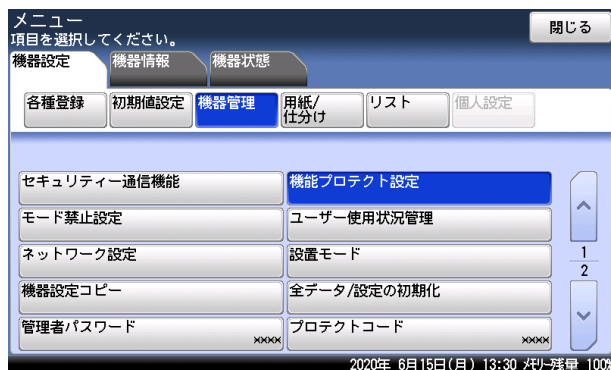 メニュー
項目を選択してください。
閉じる
機器設定
機器情報
機器状態
各種登録
初期値設定
機器管理
用紙/
仕分け
リスト
個人設定
セキュリティー通信機能
機能プロテクト設定
モード禁止設定
ユーザー使用状況管理
ネットワーク設定
設置モード
1
2
機器設定コピー
全データ/設定の初期化
管理者パスワード
××××
プロテクトコード
××××
2020年 6月15日(月) 13:30 メモリー残量 100%